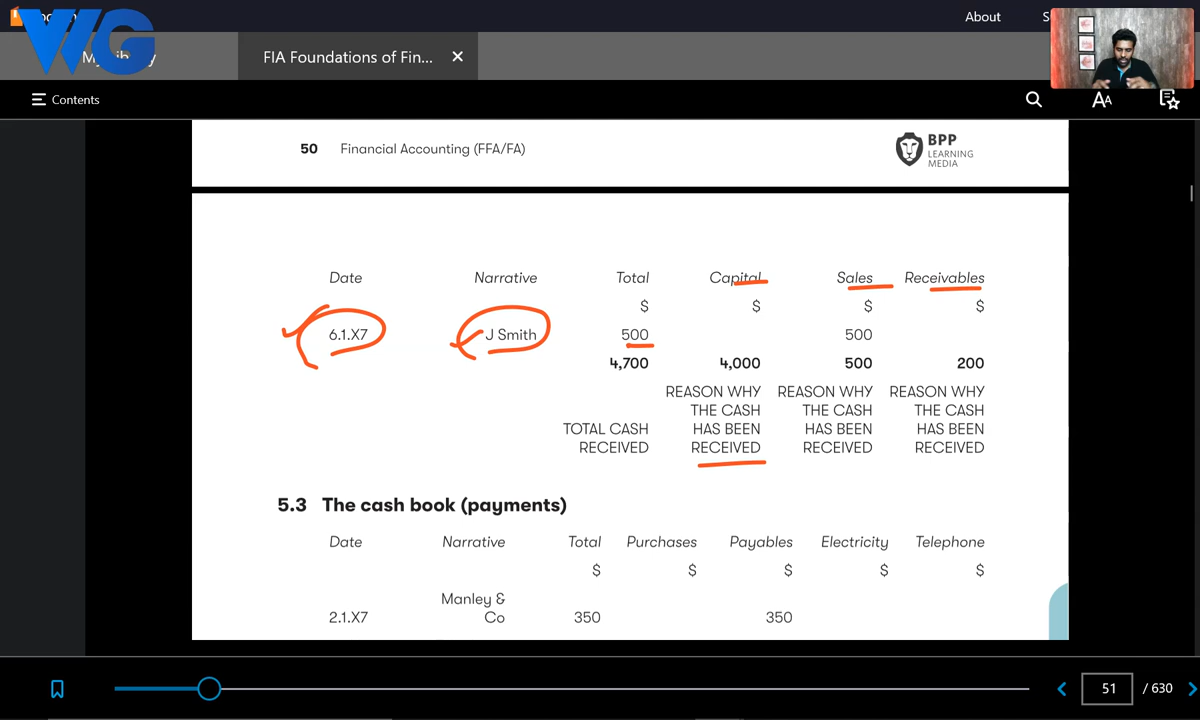 WG
About
FIA Foundations of Fin... ×
Contents
AA
50 Financial Accounting (FFA/FA)
BPP
LEARNING
MEDIA
Date Narrative Total Capital Sales Receivables
$ $ $ $
6.1.X7 J Smith 500 500
4,700 4,000 500 200
REASON WHY REASON WHY REASON WHY
THE CASH THE CASH THE CASH
TOTAL CASH HAS BEEN HAS BEEN HAS BEEN
RECEIVED RECEIVED RECEIVED RECEIVED
5.3 The cash book (payments)
Date Narrative Total Purchases Payables Electricity Telephone
$ $ $ $ $
Manley &
2.1.X7 Co 350 350
51 / 630